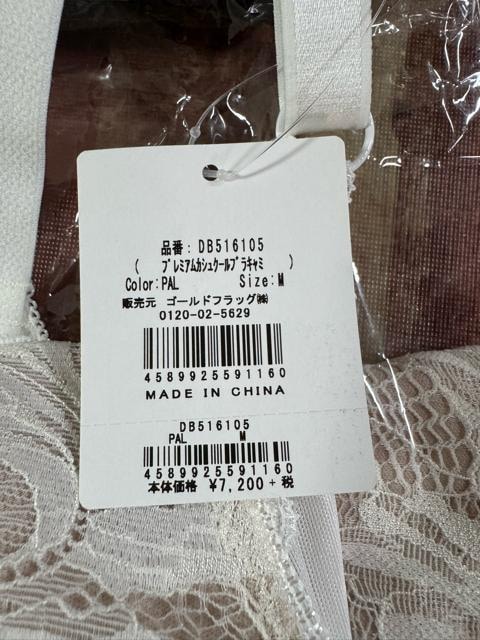 品番: DB516105
( ﾌﾟﾚﾐｱﾑｶｼｭｸｰﾙﾌﾞﾗｷｬﾐ )
Color:PAL Size:M
販売元 ゴールドフラッグ㈱
0120-02-5629
4589925591160
MADE IN CHINA
DB516105
PAL M
4589925591160
本体価格 ¥7,200 + 税